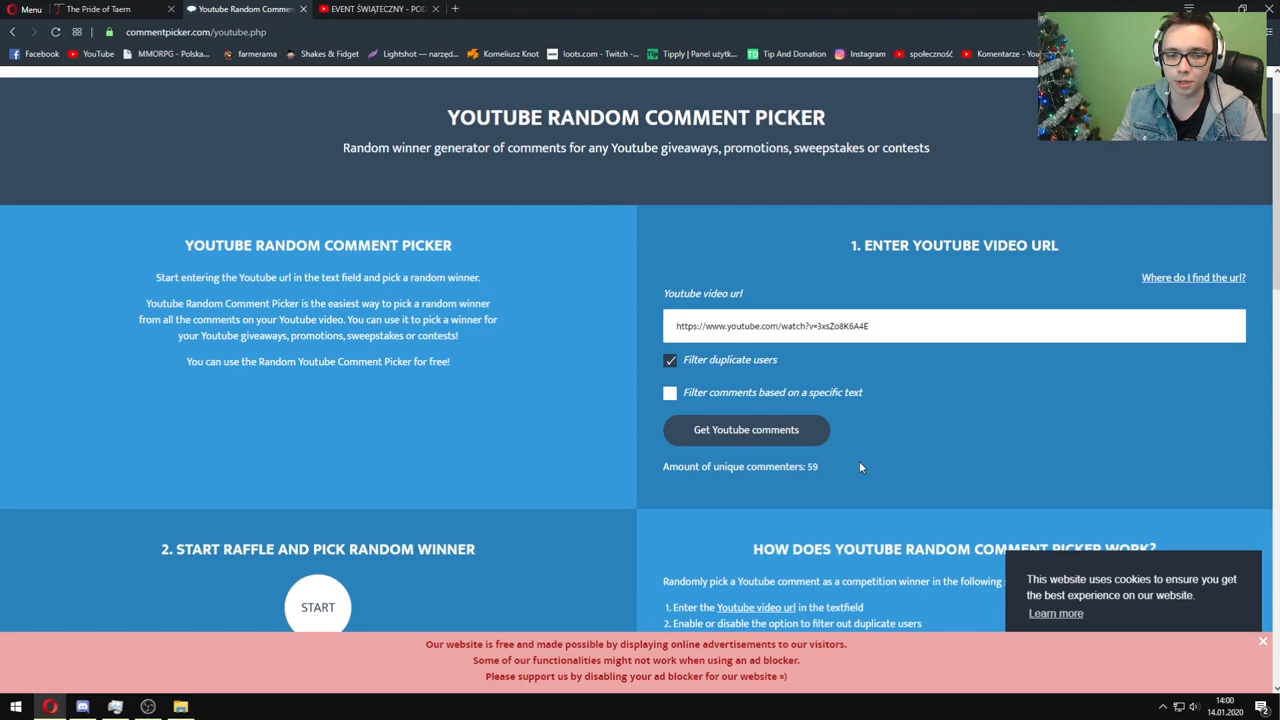 Menu
The Pride of Taern
Youtube Random Commen
EVENT ŚWIĄTECZNY - POD
commentpicker.com/youtube.php
Facebook
YouTube
MMORPG - Polska...
farmerama
Shakes & Fidget
Lightshot — narzęd...
Korneliusz Knot
loots.com - Twitch -...
Tipply | Panel użytk...
Tip And Donation
Instagram
społeczność
Komentarze - You
YOUTUBE RANDOM COMMENT PICKER
Random winner generator of comments for any Youtube giveaways, promotions, sweepstakes or contests
YOUTUBE RANDOM COMMENT PICKER
Start entering the Youtube url in the text field and pick a random winner.
Youtube Random Comment Picker is the easiest way to pick a random winner
from all the comments on your Youtube video. You can use it to pick a winner for
your Youtube giveaways, promotions, sweepstakes or contests!
You can use the Random Youtube Comment Picker for free!
1. ENTER YOUTUBE VIDEO URL
Where do I find the url?
Youtube video url
https://www.youtube.com/watch?v=3xsZo8K6A4E
Filter duplicate users
Filter comments based on a specific text
Get Youtube comments
Amount of unique commenters: 59
2. START RAFFLE AND PICK RANDOM WINNER
START
HOW DOES YOUTUBE RANDOM COMMENT PICKER WORK?
Randomly pick a Youtube comment as a competition winner in the following s
1. Enter the Youtube video url in the textfield
2. Enable or disable the option to filter out duplicate users
This website uses cookies to ensure you get
the best experience on our website.
Learn more
Our website is free and made possible by displaying online advertisements to our visitors.
Some of our functionalities might not work when using an ad blocker.
Please support us by disabling your ad blocker for our website =)
14:00
14.01.2020
2